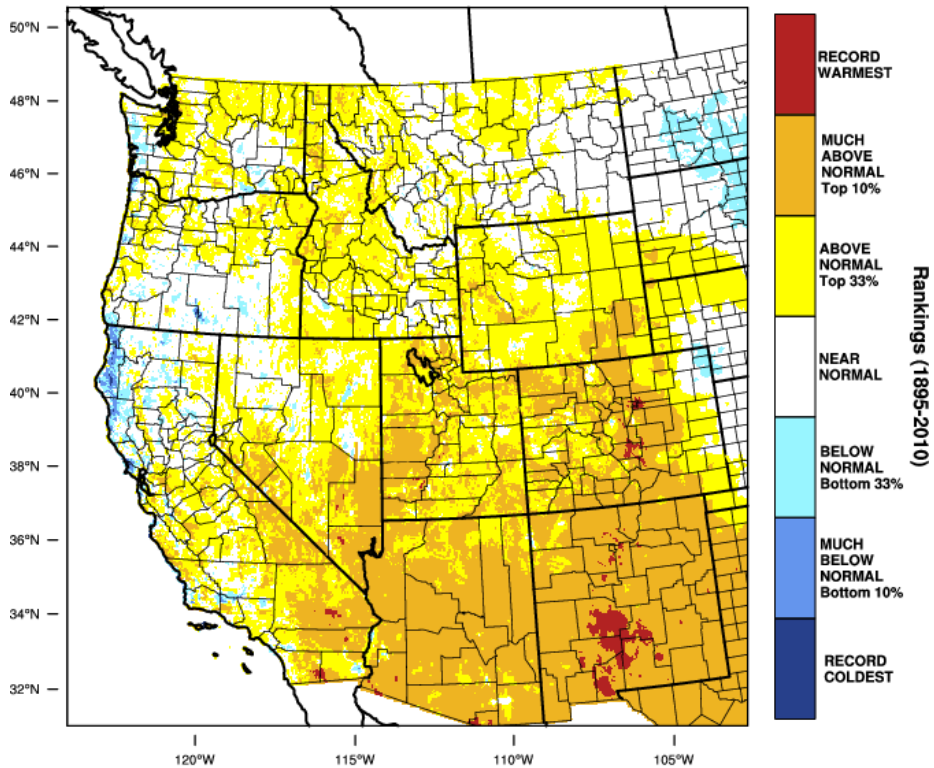 50°N
48°N
46°N
44°N
42°N
40°N
38°N
36°N
34°N
32°N
120°W
115°W
110°W
105°W
RECORD
WARMEST
MUCH
ABOVE
NORMAL
Top 10%
ABOVE
NORMAL
Top 33%
NEAR
NORMAL
BELOW
NORMAL
Bottom 33%
MUCH
BELOW
NORMAL
Bottom 10%
RECORD
COLDEST
Rankings (1895-2010)